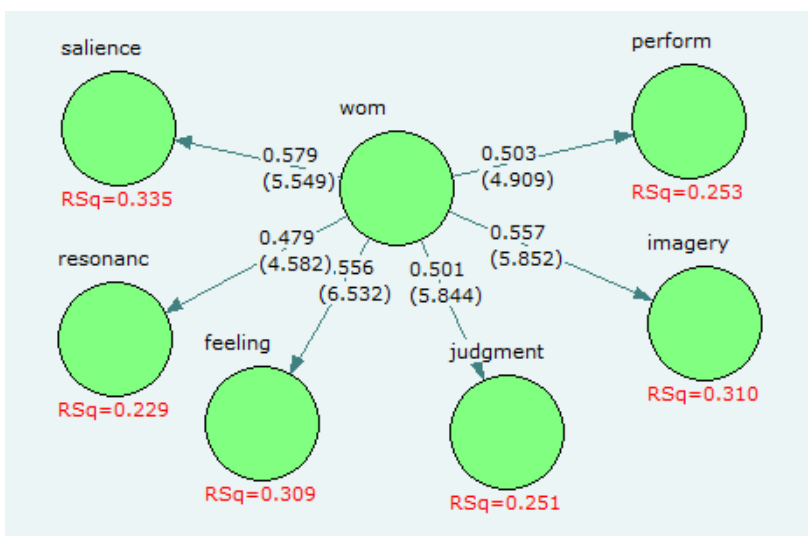 salience
perform
wom
0.579
(5.549)
0.503
(4.909)
RSq=0.335
RSq=0.253
resonanc
0.479
(4.582)
.556
(6.532)
0.501
(5.844)
0.557
(5.852)
imagery
feeling
judgment
RSq=0.229
RSq=0.310
RSq=0.309
RSq=0.251